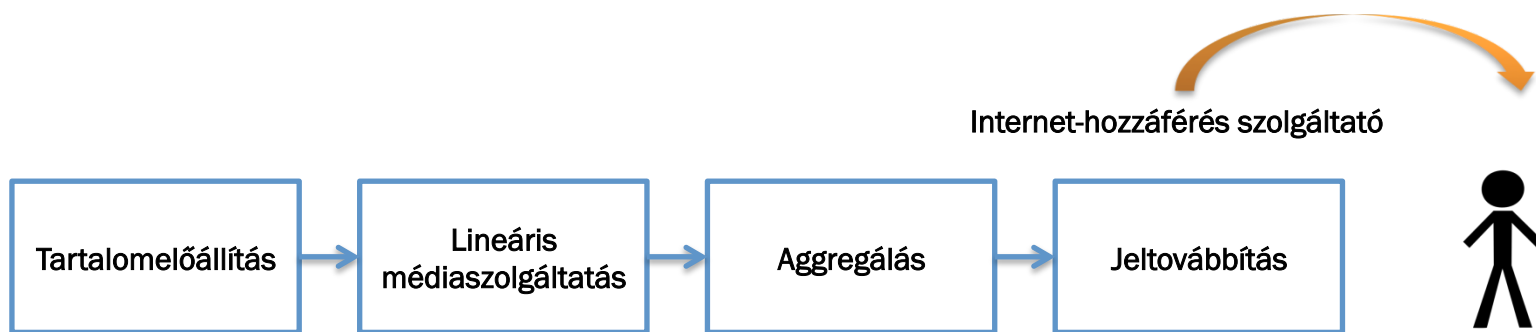 Internet-hozzáférés szolgáltató
Tartalomelőállítás
Lineáris
médiaszolgáltatás
Aggregálás
Jeltovábbítás